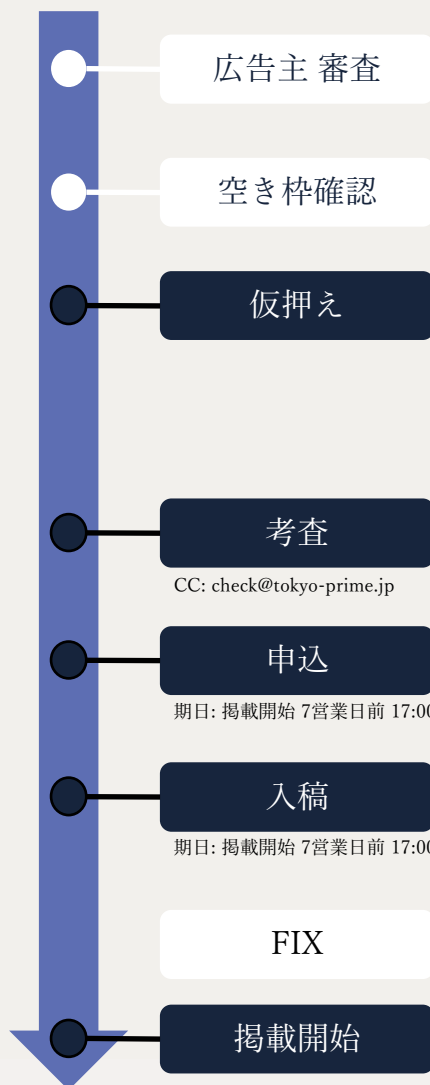 広告主 審査
空き枠確認
仮押え
考査
CC: check@tokyo-prime.jp
申込
期日: 掲載開始 7営業日前 17:00
入稿
期日: 掲載開始 7営業日前 17:00
FIX
掲載開始